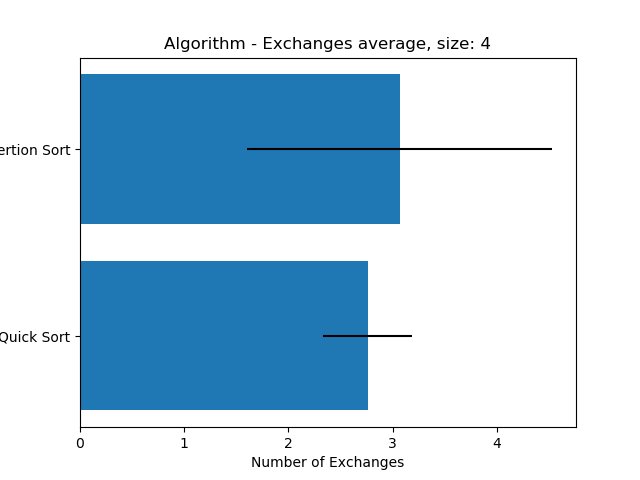 Algorithm - Exchanges average, size: 4
ertion Sort
Quick Sort
0 1 2 3 4
Number of Exchanges